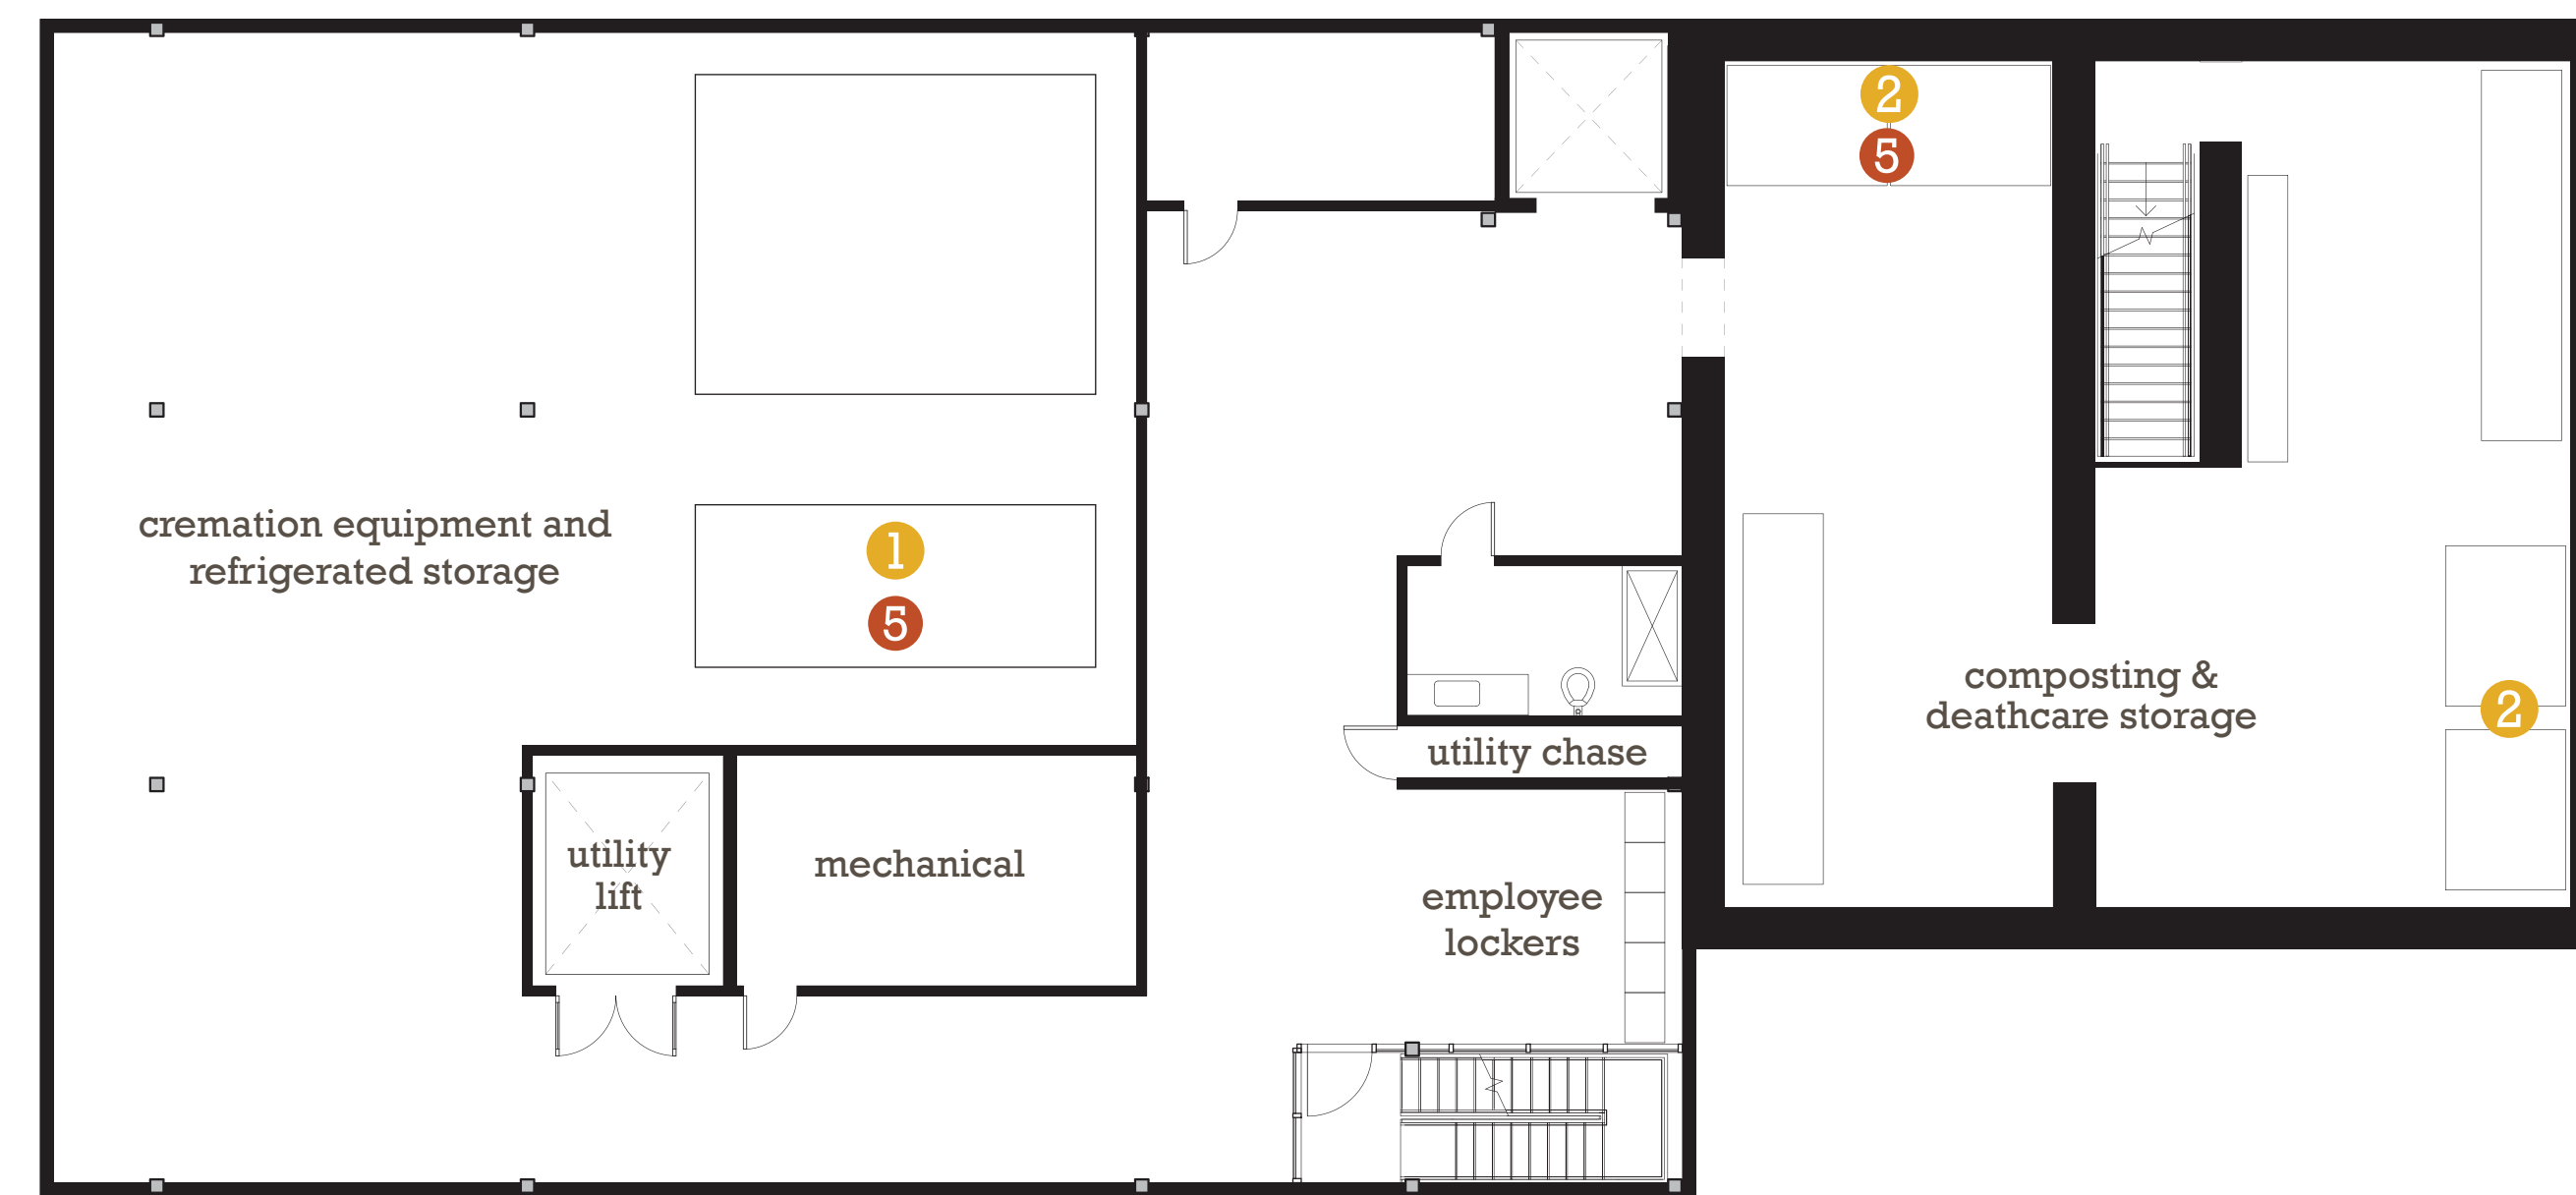 2
5
cremation equipment and
refrigerated storage
1
5
composting &
deathcare storage
2
utility chase
utility
lift
mechanical
employee
lockers